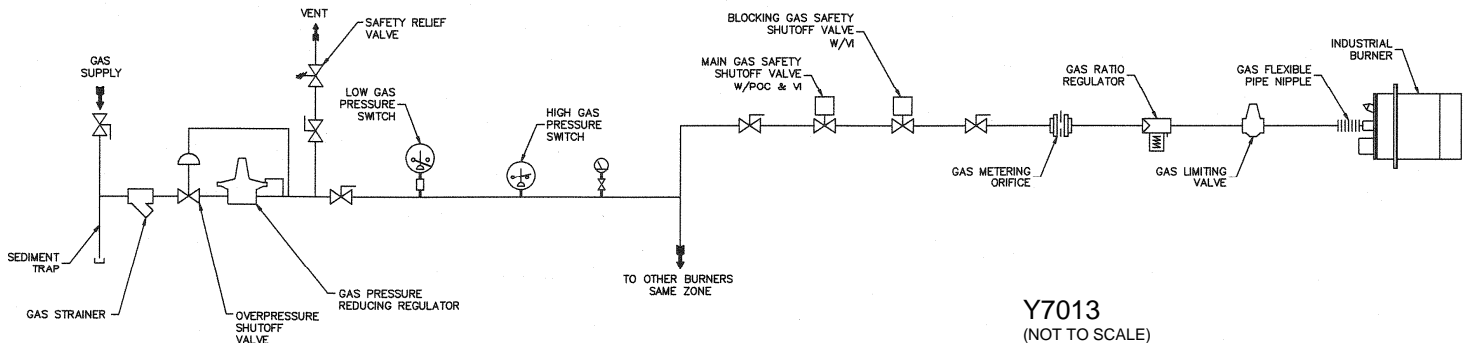 VENT
SAFETY RELIEF
VALVE
GAS
SUPPLY
LOW GAS
PRESSURE
SWITCH
HIGH GAS
PRESSURE
SWITCH
BLOCKING GAS SAFETY
SHUTOFF VALVE
W/VI
MAIN GAS SAFETY
SHUTOFF VALVE
W/POC & VI
GAS RATIO
REGULATOR
GAS FLEXIBLE
PIPE NIPPLE
INDUSTRIAL
BURNER
GAS METERING
ORIFICE
GAS LIMITING
VALVE
SEDIMENT
TRAP
GAS STRAINER
OVERPRESSURE
SHUTOFF
VALVE
GAS PRESSURE
REDUCING REGULATOR
TO OTHER BURNERS
SAME ZONE
Y7013
(NOT TO SCALE)